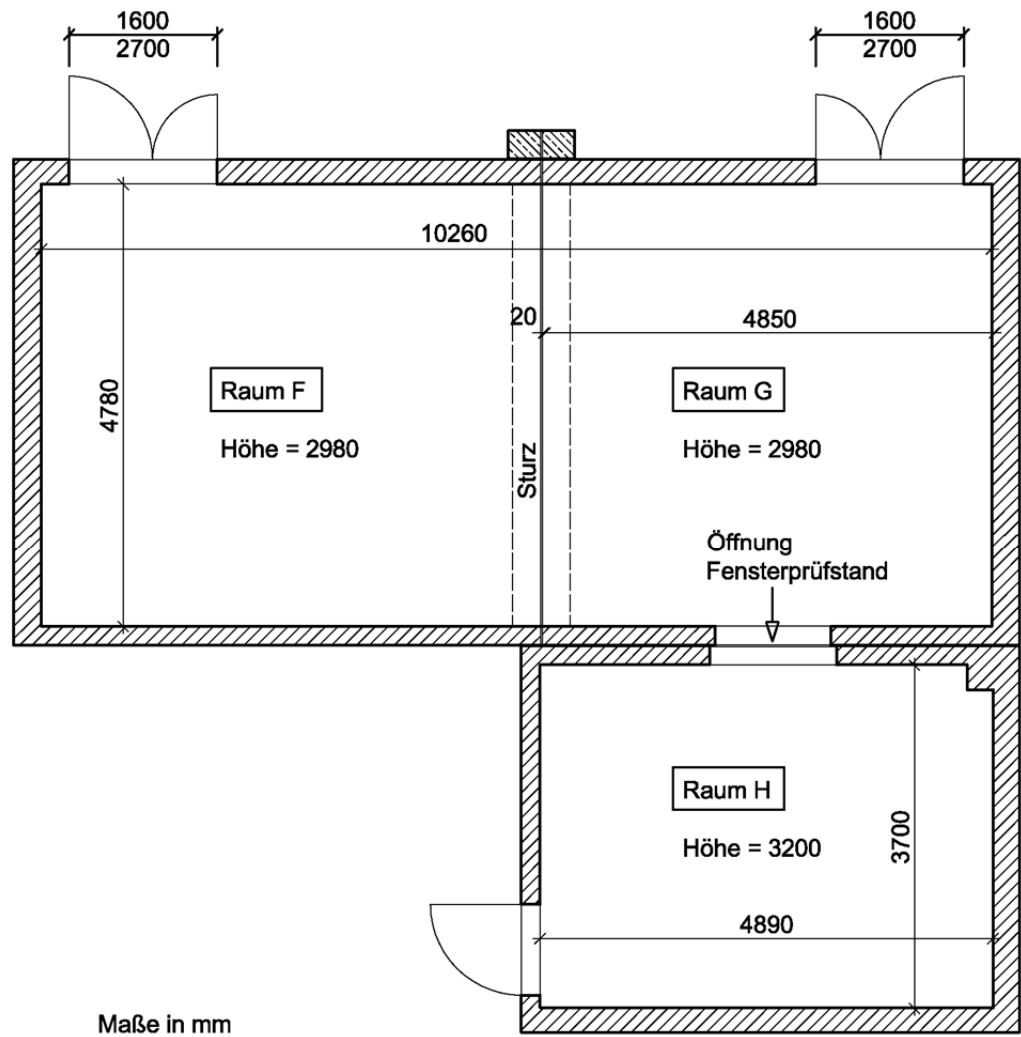 1600
2700
1600
2700
10260
20
4850
4780
Raum F
Höhe = 2980
Raum G
Höhe = 2980
Sturz
Öffnung
Fensterprüfstand
Raum H
Höhe = 3200
3700
4890
Maße in mm